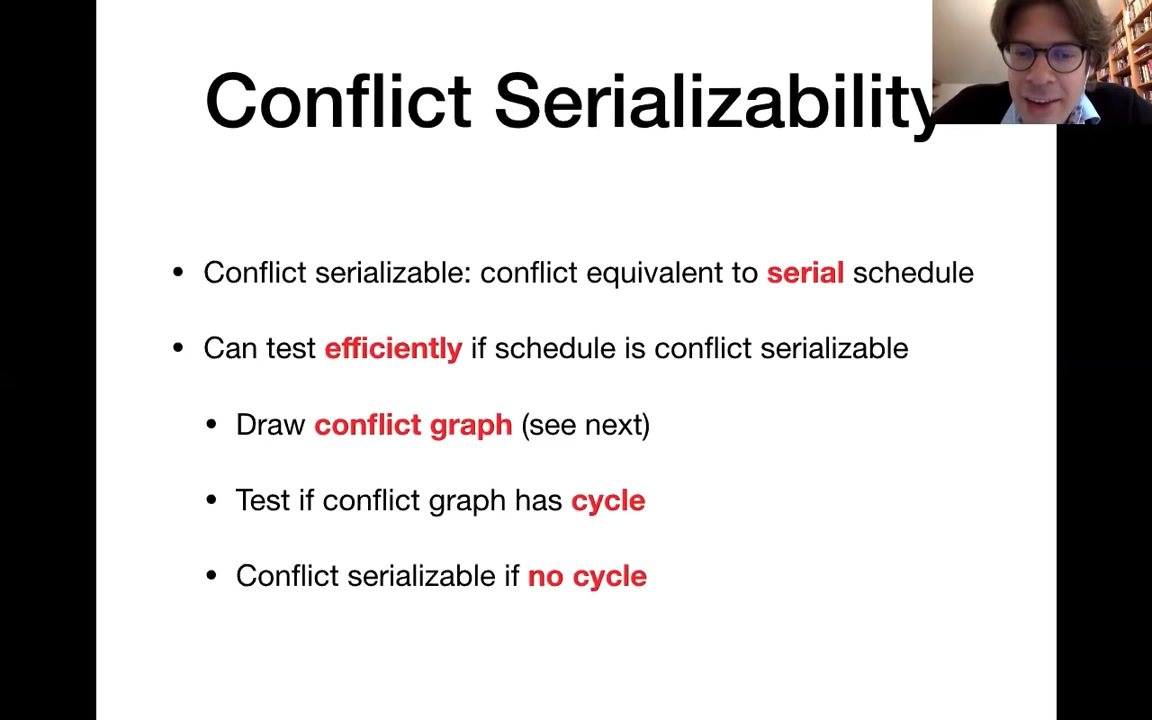 Conflict Serializability
• Conflict serializable: conflict equivalent to serial schedule
• Can test efficiently if schedule is conflict serializable
• Draw conflict graph (see next)
• Test if conflict graph has cycle
• Conflict serializable if no cycle